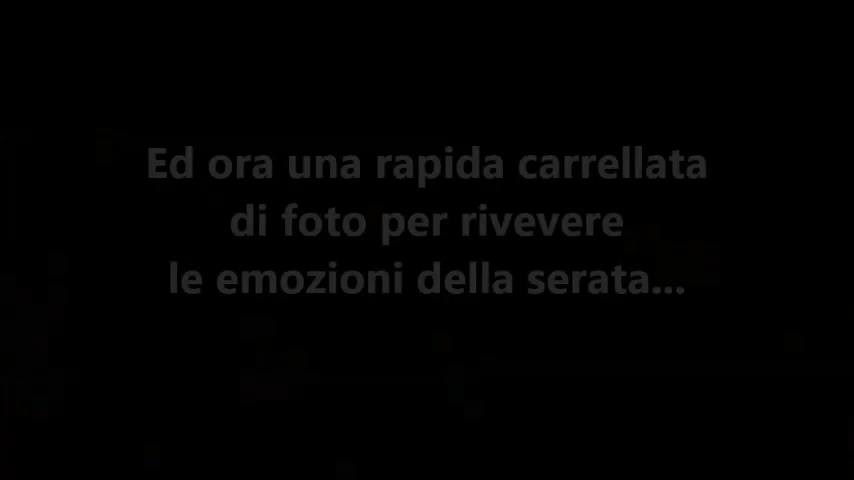 Ed ora una rapida carrellata
di foto per rivevere
le emozioni della serata...